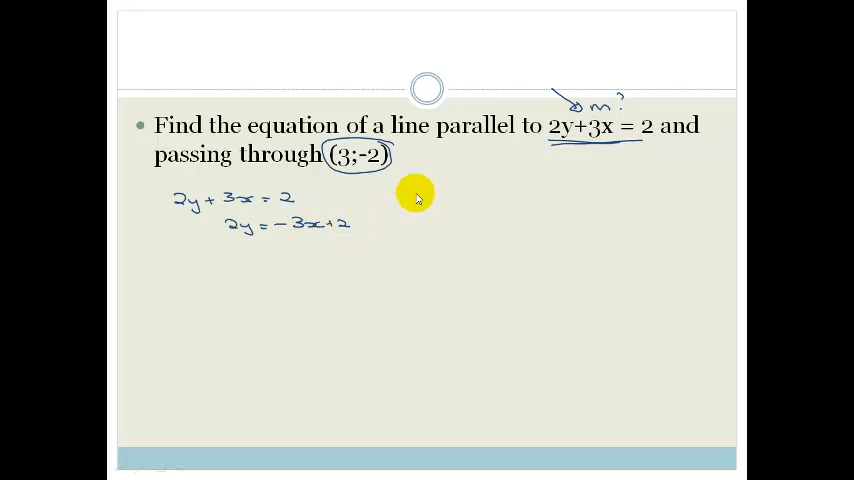 m?
Find the equation of a line parallel to 2y+3x = 2 and
passing through (3;-2)
2y + 3x = 2
2y = -3x+2